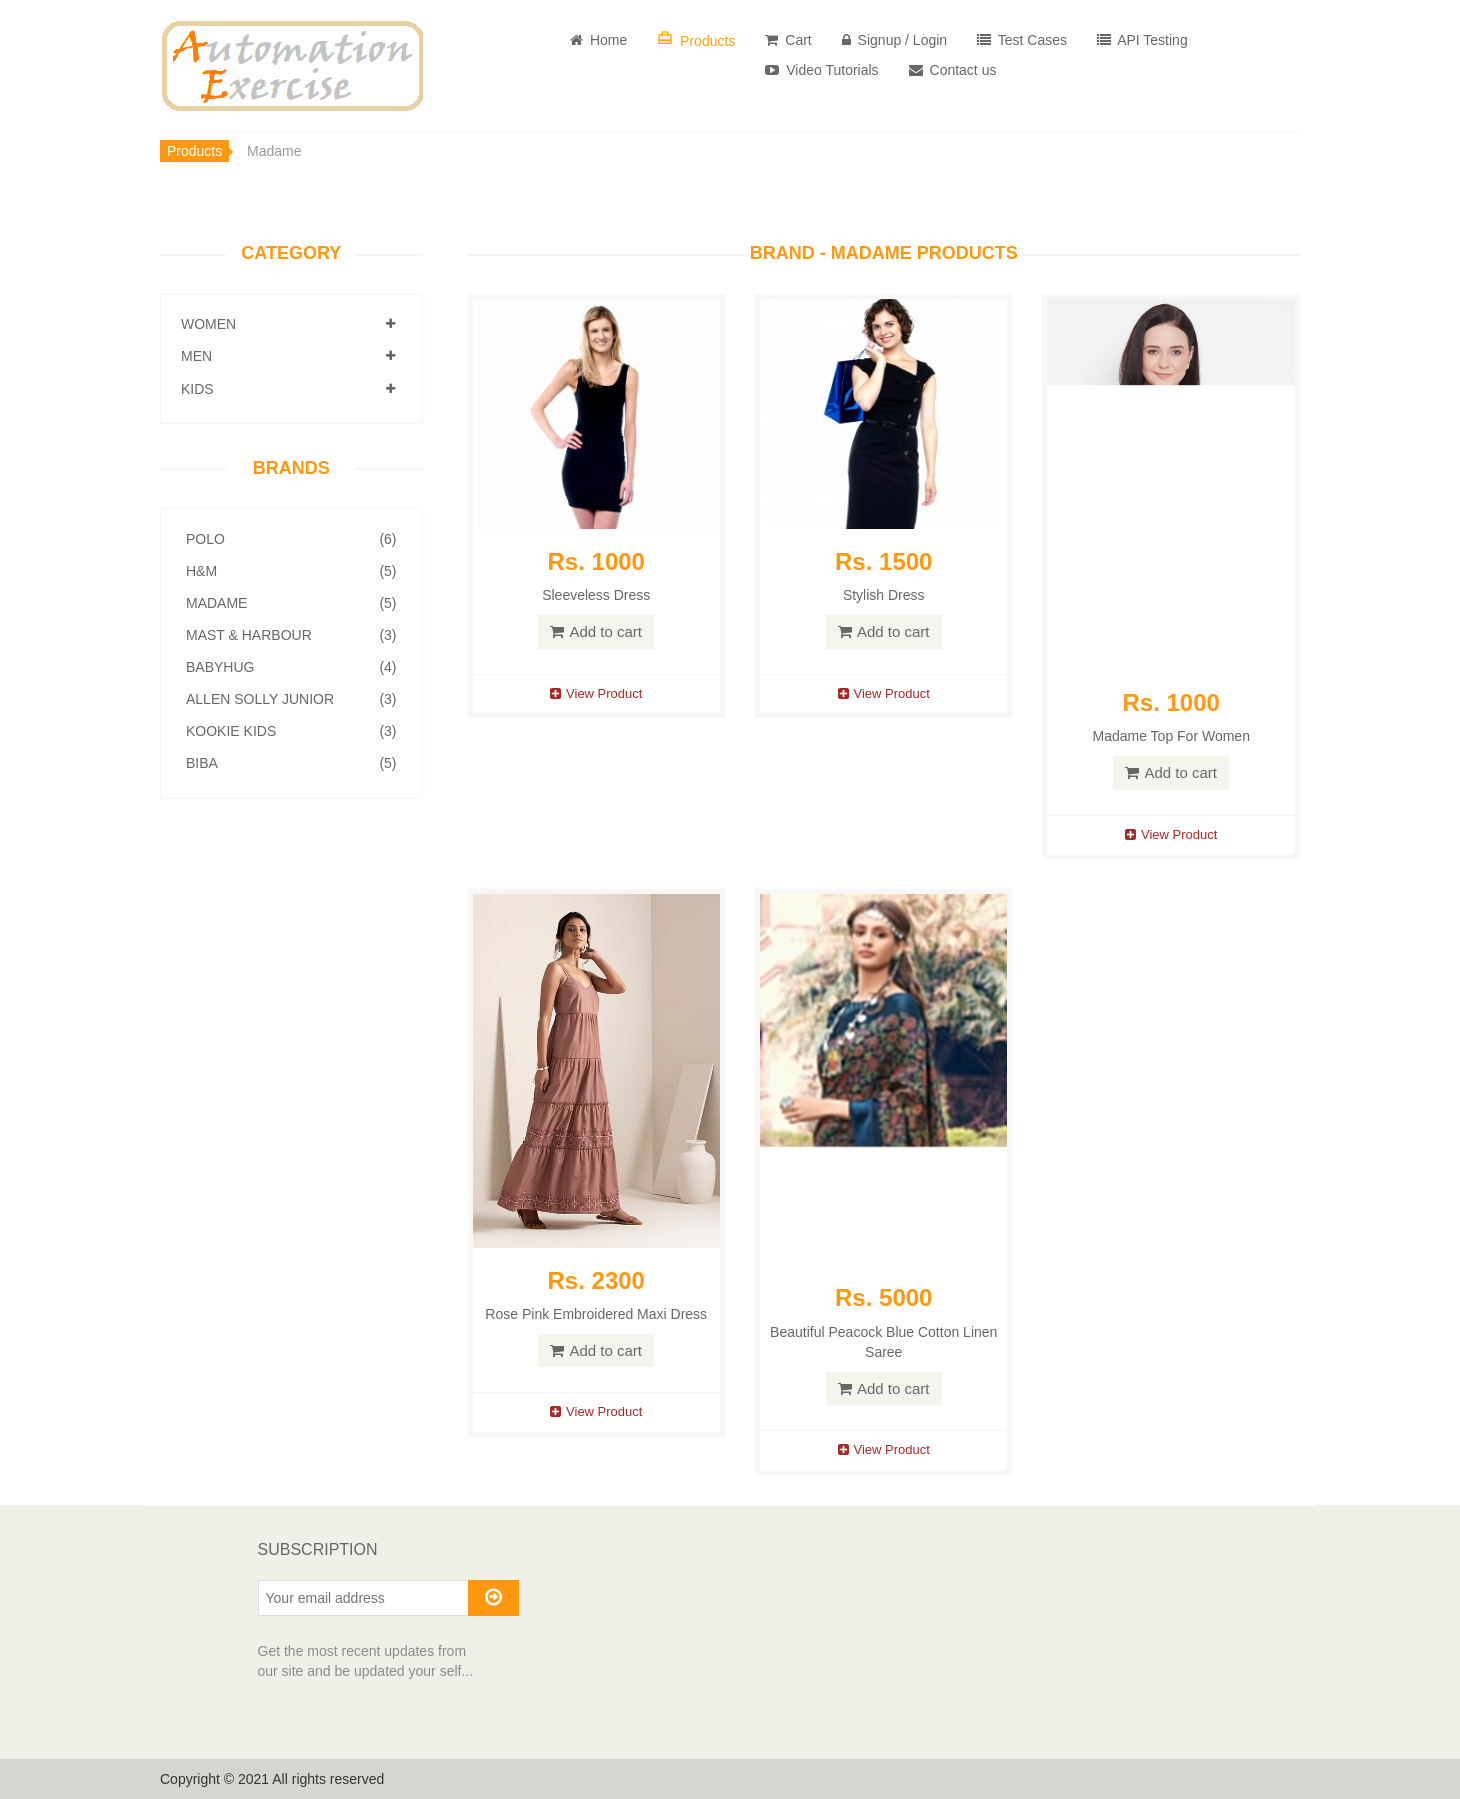 Automation
Exercise
Home
Products
Cart
Signup / Login
Test Cases
API Testing
Video Tutorials
Contact us
Products
Madame
CATEGORY
WOMEN
MEN
KIDS
BRANDS
POLO (6)
H&M (5)
MADAME (5)
MAST & HARBOUR (3)
BABYHUG (4)
ALLEN SOLLY JUNIOR (3)
KOOKIE KIDS (3)
BIBA (5)
BRAND - MADAME PRODUCTS
Rs. 1000
Sleeveless Dress
Add to cart
View Product
Rs. 1500
Stylish Dress
Add to cart
View Product
Rs. 1000
Madame Top For Women
Add to cart
View Product
Rs. 2300
Rose Pink Embroidered Maxi Dress
Add to cart
View Product
Rs. 5000
Beautiful Peacock Blue Cotton Linen
Saree
Add to cart
View Product
SUBSCRIPTION
Your email address
Get the most recent updates from
our site and be updated your self...
Copyright © 2021 All rights reserved